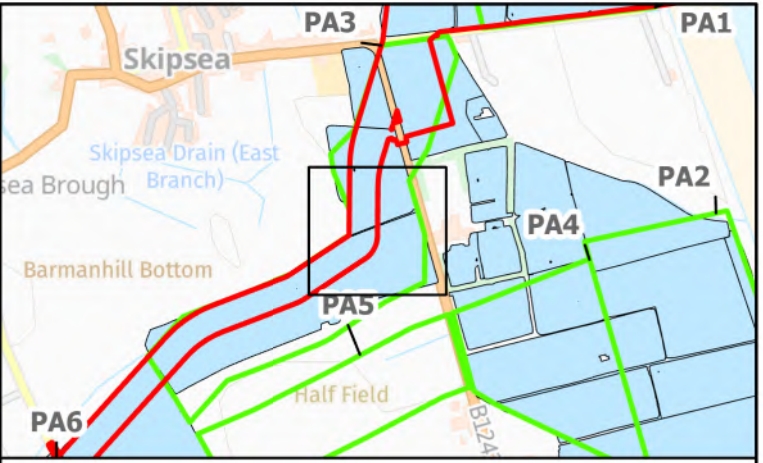 PA3
PA1
Skipsea
Skipsea Drain (East
Branch)
sea Brough
PA2
PA4
Barmanhill Bottom
PA5
Half Field
PA6
B124